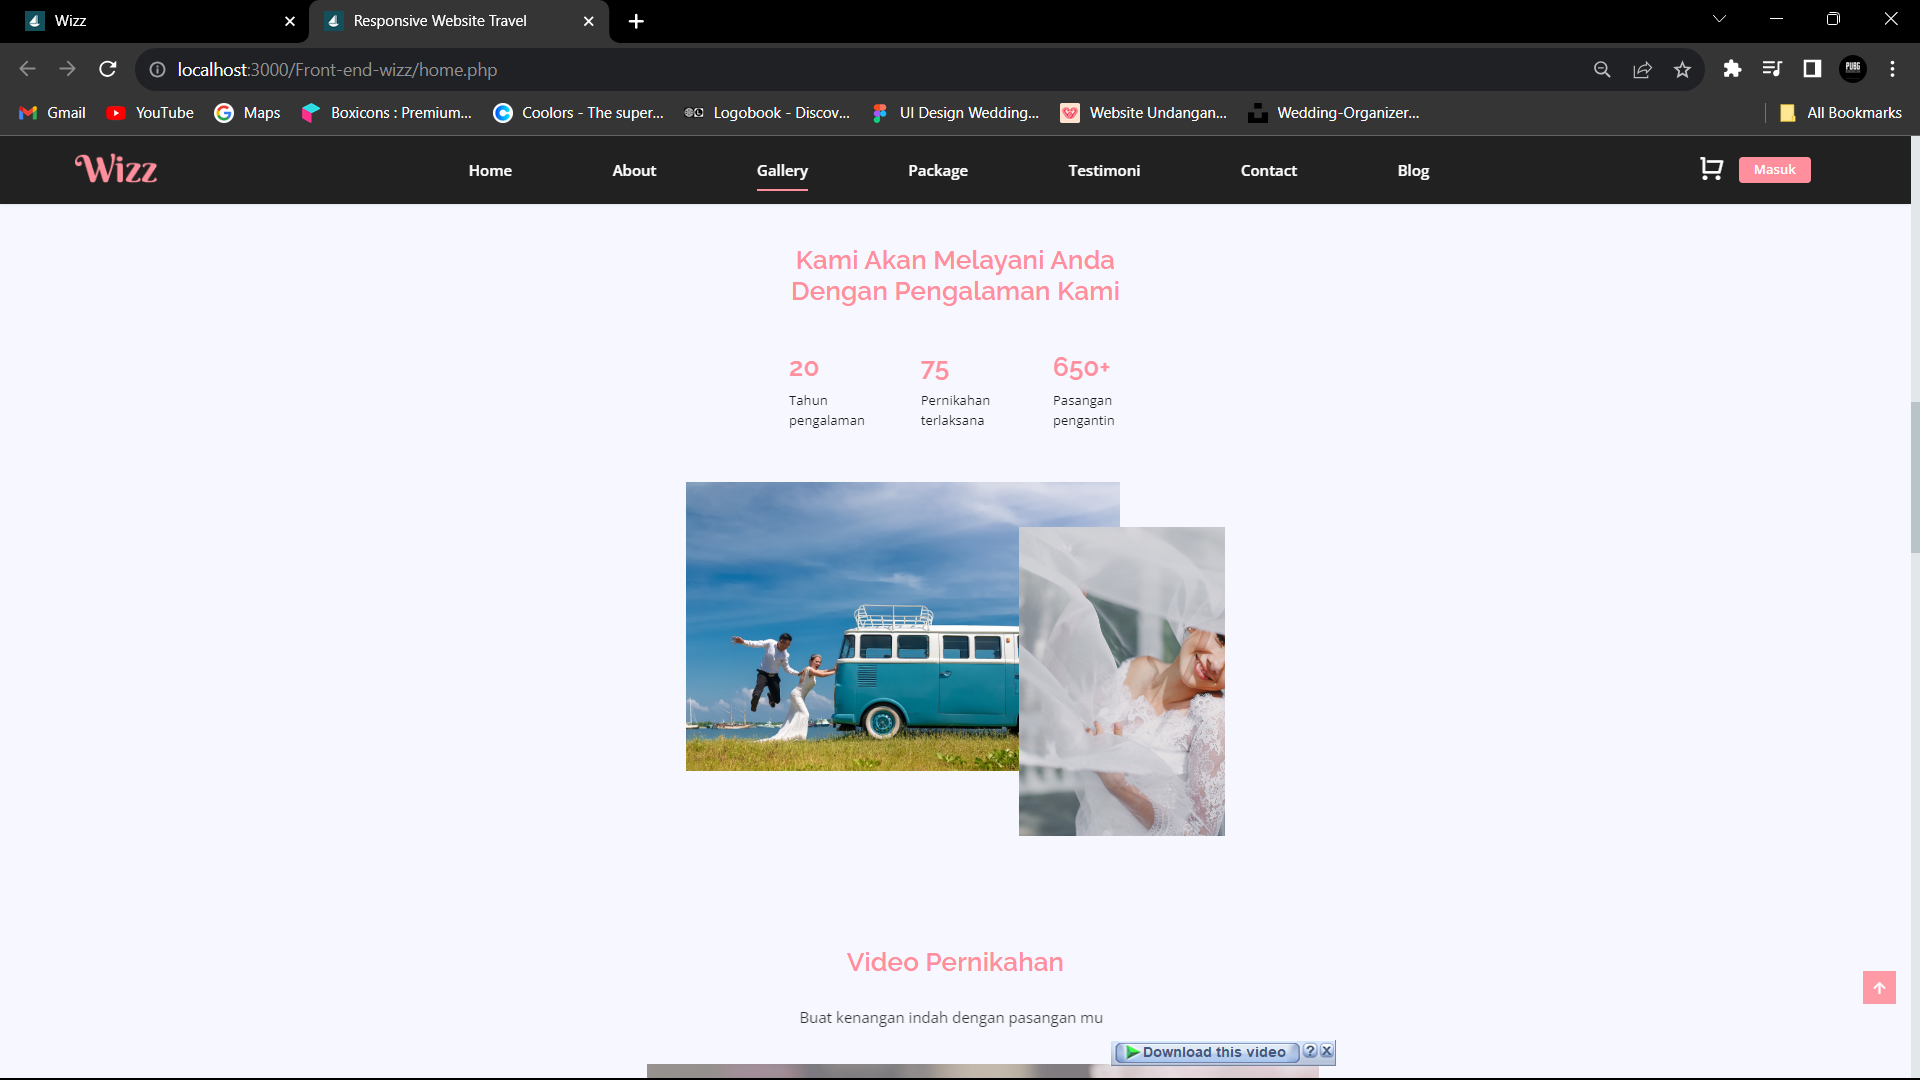 Wizz
Responsive Website Travel
localhost:3000/Front-end-wizz/home.php
PUBG
Gmail
YouTube
Maps
Boxicons : Premium...
Coolors - The super...
Logobook - Discov...
UI Design Wedding...
Website Undangan...
Wedding-Organizer...
All Bookmarks
Wizz
Home
About
Gallery
Package
Testimoni
Contact
Blog
Masuk
Kami Akan Melayani Anda
Dengan Pengalaman Kami
20
Tahun
pengalaman
75
Pernikahan
terlaksana
650+
Pasangan
pengantin
Video Pernikahan
Buat kenangan indah dengan pasangan mu
Download this video